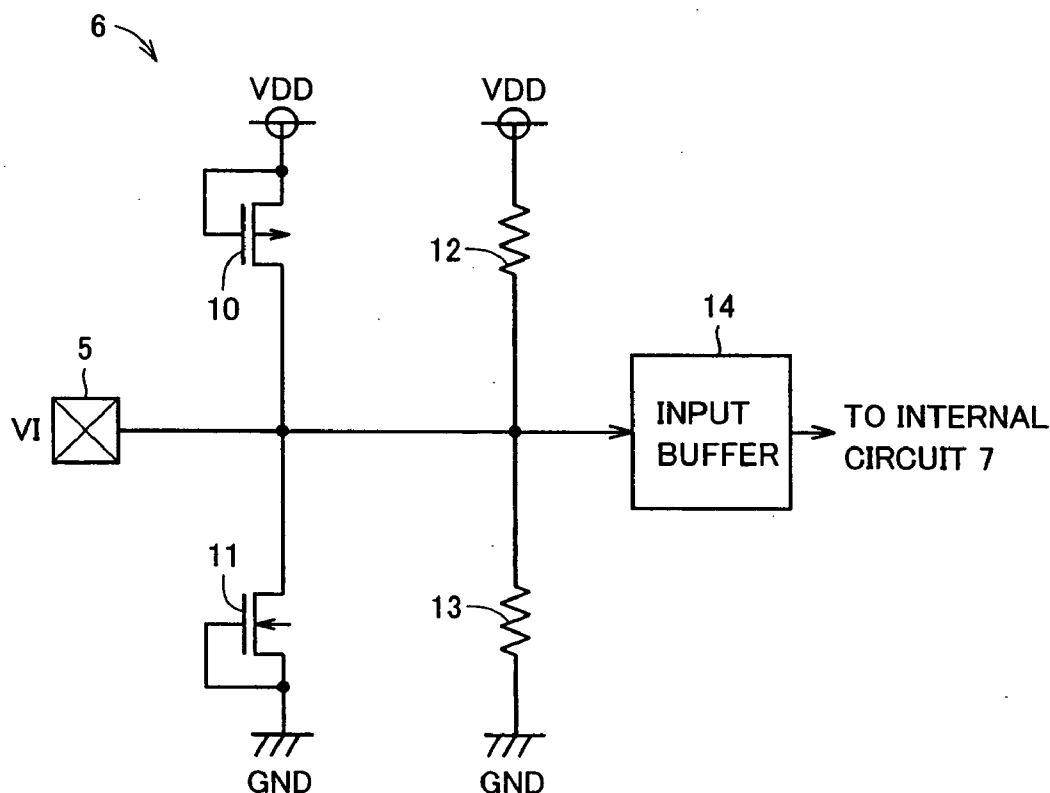 6
VDD
VDD
10
12
5
14
VI
INPUT
BUFFER
TO INTERNAL
CIRCUIT 7
11
13
GND
GND